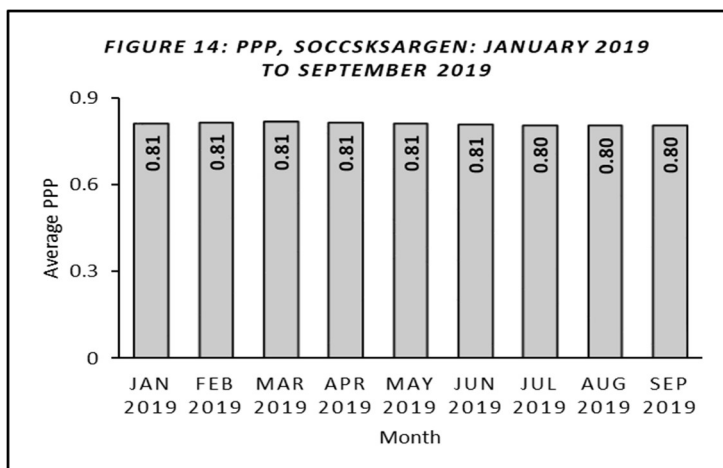 FIGURE 14: PPP, SOCCSKSARGEN: JANUARY 2019
TO SEPTEMBER 2019
Average PPP
0.9
0.6
0.3
0
0.81
0.81
0.81
0.81
0.81
0.81
0.80
0.80
0.80
JAN FEB MAR APR MAY JUN JUL AUG SEP
2019 2019 2019 2019 2019 2019 2019 2019 2019
Month